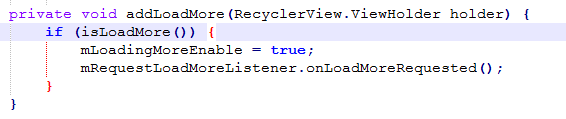 private void addLoadMore(RecyclerView.ViewHolder holder) {
    if (isLoadMore()) {
        mLoadingMoreEnable = true;
        mRequestLoadMoreListener.onLoadMoreRequested();
    }
}